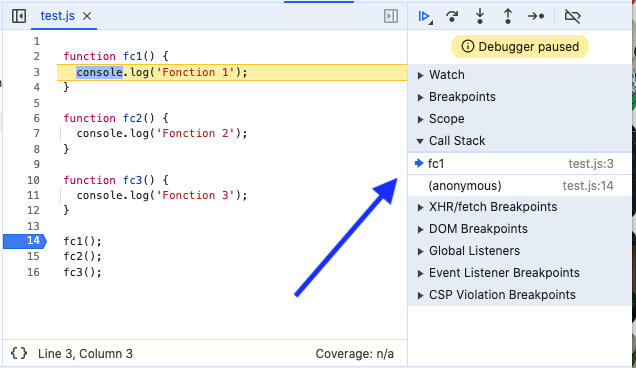 test.js
1
2 function fc1() {
3 console.log('Fonction 1');
4 }
5
6 function fc2() {
7 console.log('Fonction 2');
8 }
9
10 function fc3() {
11 console.log('Fonction 3');
12 }
13
14 fc1();
15 fc2();
16 fc3();
{} Line 3, Column 3 Coverage: n/a
Debugger paused
Watch
Breakpoints
Scope
Call Stack
fc1 test.js:3
(anonymous) test.js:14
XHR/fetch Breakpoints
DOM Breakpoints
Global Listeners
Event Listener Breakpoints
CSP Violation Breakpoints